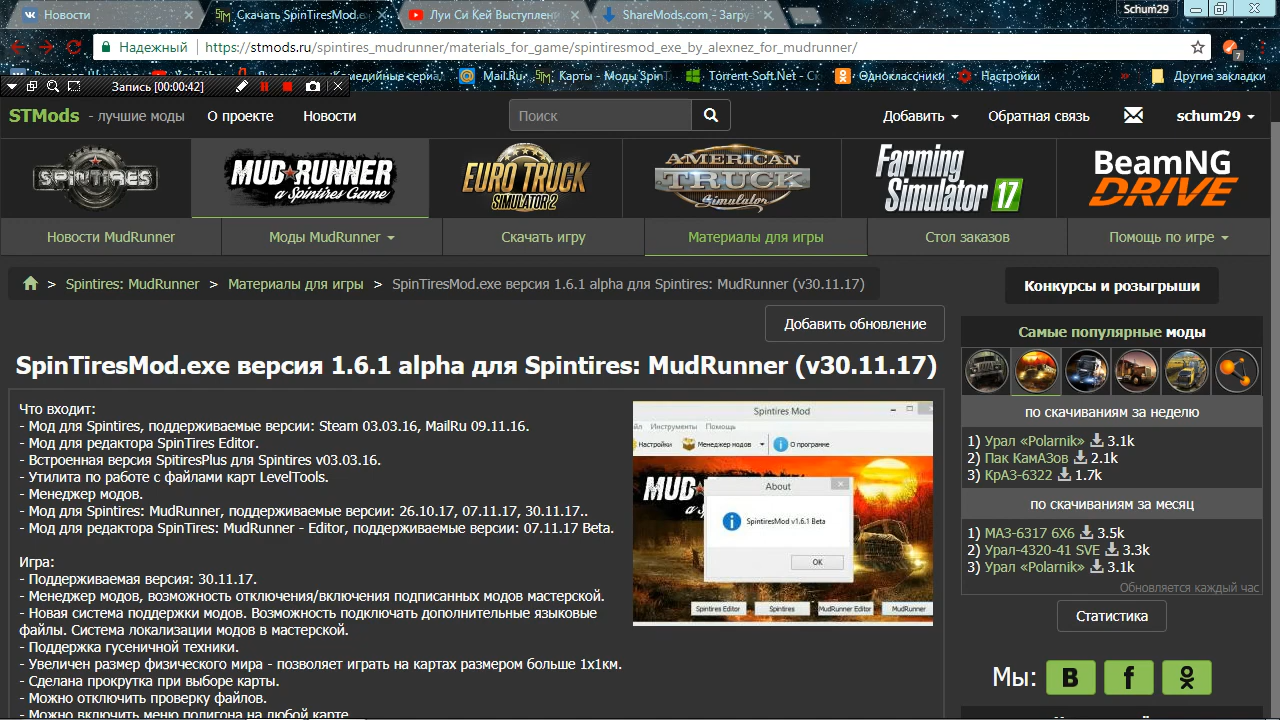 Новости
Скачать SpinTiresMod.e
Луи Си Кей Выступлени
ShareMods.com - Загру
Schum29
Надежный
https://stmods.ru/spintires_mudrunner/materials_for_game/spintiresmod_exe_by_alexnez_for_mudrunner/
7
Комедийные сериа
Mail.Ru
Карты - Моды SpinT
Torrent-Soft.Net - С
Одноклассники
Настройки
Другие закладки
Запись [00:00:42]
STMods - лучшие моды
О проекте
Новости
Поиск
Добавить
Обратная связь
schum29
SPINTIRES
MUDRUNNER
a Spintires Game
EURO TRUCK
SIMULATOR 2
AMERICAN
TRUCK
Simulator
Farming
Simulator 17
BeamNG
DRIVE
Новости MudRunner
Моды MudRunner
Скачать игру
Материалы для игры
Стол заказов
Помощь по игре
> Spintires: MudRunner > Материалы для игры > SpinTiresMod.exe версия 1.6.1 alpha для Spintires: MudRunner (v30.11.17)
Добавить обновление
SpinTiresMod.exe версия 1.6.1 alpha для Spintires: MudRunner (v30.11.17)
Что входит:
- Мод для Spintires, поддерживаемые версии: Steam 03.03.16, MailRu 09.11.16.
- Мод для редактора SpinTires Editor.
- Встроенная версия SpitiresPlus для Spintires v03.03.16.
- Утилита по работе с файлами карт LevelTools.
- Менеджер модов.
- Мод для Spintires: MudRunner, поддерживаемые версии: 26.10.17, 07.11.17, 30.11.17..
- Мод для редактора SpinTires: MudRunner - Editor, поддерживаемые версии: 07.11.17 Beta.
Игра:
- Поддерживаемая версия: 30.11.17.
- Менеджер модов, возможность отключения/включения подписанных модов мастерской.
- Новая система поддержки модов. Возможность подключать дополнительные языковые
файлы. Система локализации модов в мастерской.
- Поддержка гусеничной техники.
- Увеличен размер физического мира - позволяет играть на картах размером больше 1x1км.
- Сделана прокрутка при выборе карты.
- Можно отключить проверку файлов.
- Можно включить меню полигона на любой карте
Spintires Mod
йл Инструменты Помощь
Настройки
Менеджер модов
О программе
MUD
About
SpintiresMod v1.6.1 Beta
OK
Spintires Editor
Spintires
MudRunner Editor
MudRunner
Конкурсы и розыгрыши
Самые популярные моды
по скачиваниям за неделю
1) Урал «Polarnik» 3.1k
2) Пак КамАЗов 2.1k
3) КрАЗ-6322 1.7k
по скачиваниям за месяц
1) МАЗ-6317 6X6 3.5k
2) Урал-4320-41 SVE 3.3k
3) Урал «Polarnik» 3.1k
Обновляется каждый час
Статистика
Мы:
В
f